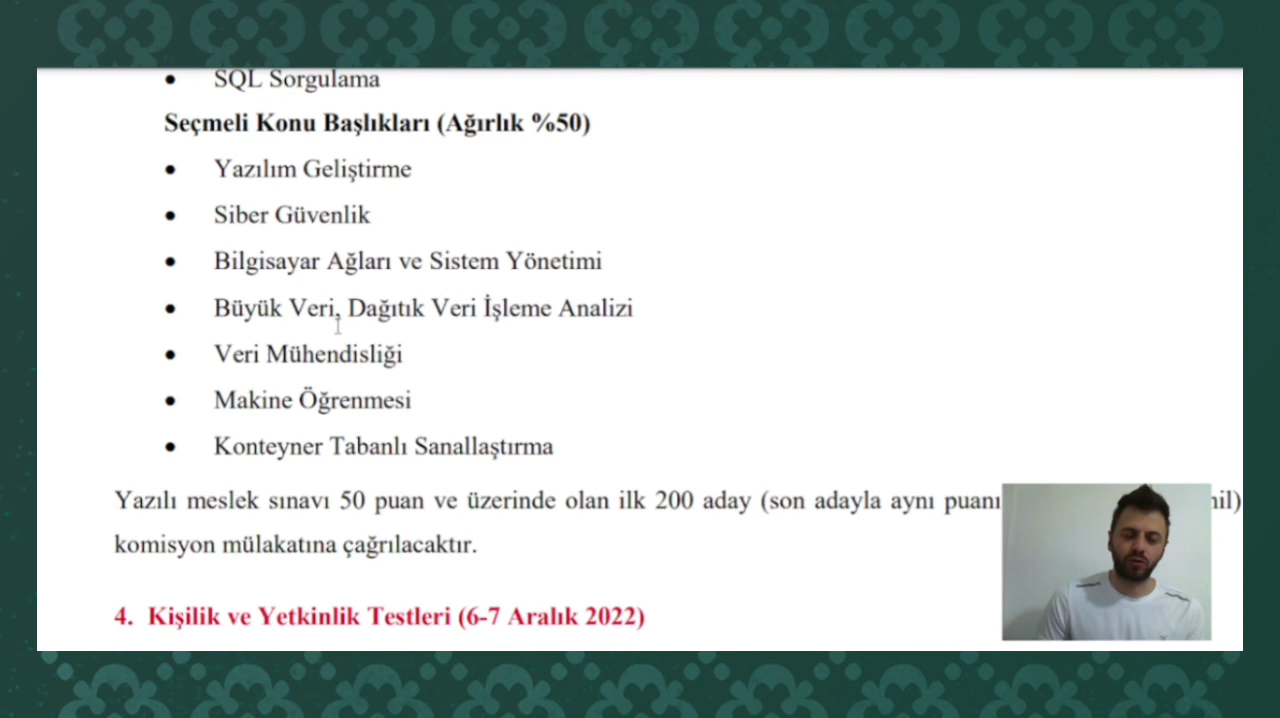 • SQL Sorgulama
Seçmeli Konu Başlıkları (Ağırlık %50)
• Yazılım Geliştirme
• Siber Güvenlik
• Bilgisayar Ağları ve Sistem Yönetimi
• Büyük Veri, Dağıtık Veri İşleme Analizi
• Veri Mühendisliği
• Makine Öğrenmesi
• Konteyner Tabanlı Sanallaştırma
Yazılı meslek sınavı 50 puan ve üzerinde olan ilk 200 aday (son adayla aynı puanı
komisyon mülakatına çağrılacaktır.
4. Kişilik ve Yetkinlik Testleri (6-7 Aralık 2022)